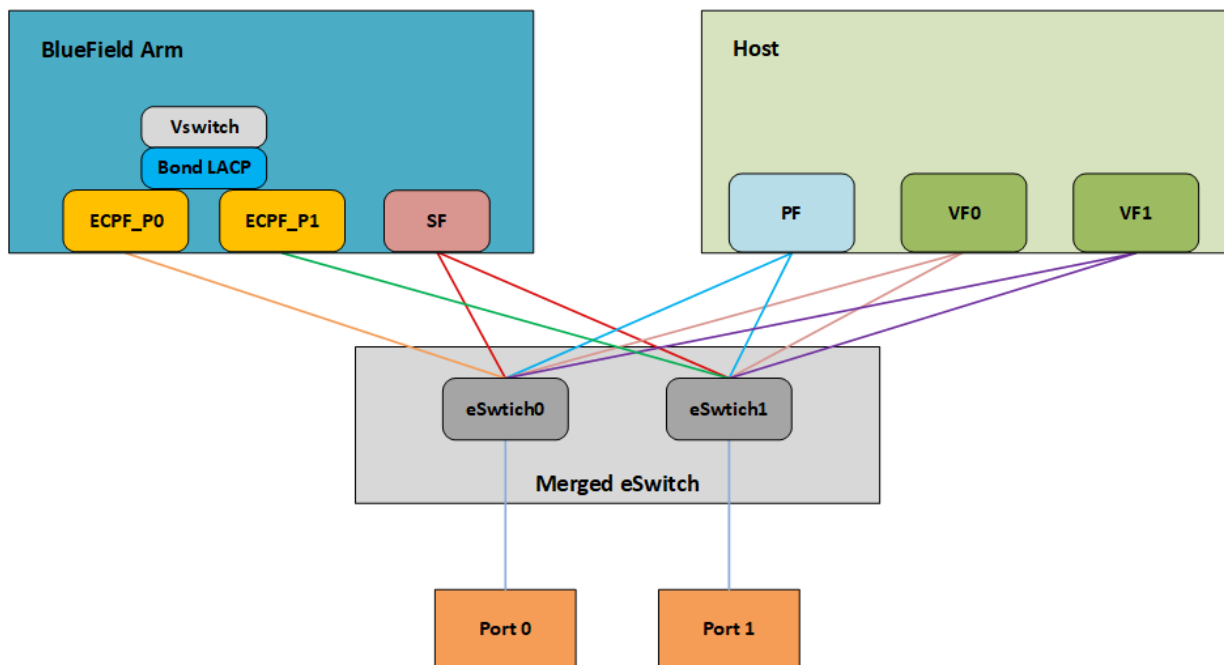 BlueField Arm
Host
Vswitch
Bond LACP
ECPF_P0
ECPF_P1
SF
PF
VF0
VF1
eSwtich0
eSwtich1
Merged eSwitch
Port 0
Port 1